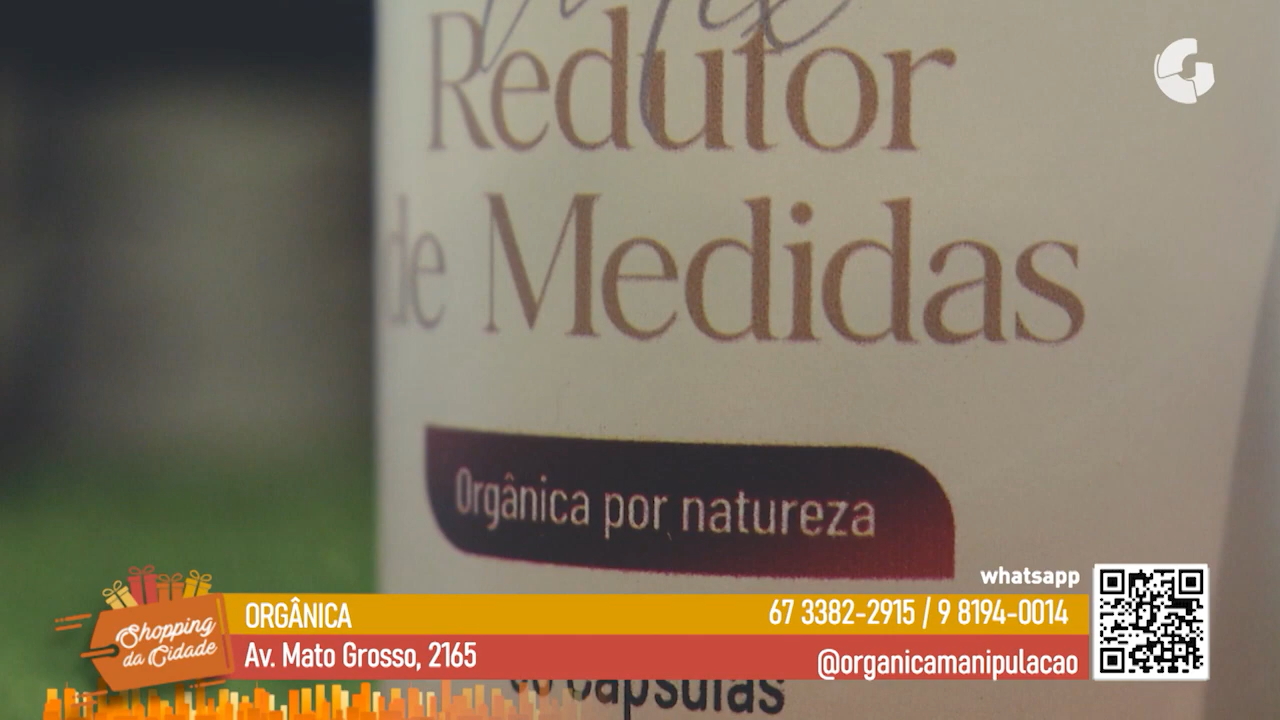 Redutor
de Medidas
Orgânica por natureza
cápsulas
whatsapp
ORGÂNICA
67 3382-2915 / 9 8194-0014
Av. Mato Grosso, 2165
@organicamanipulacao
Shopping
da Cidade